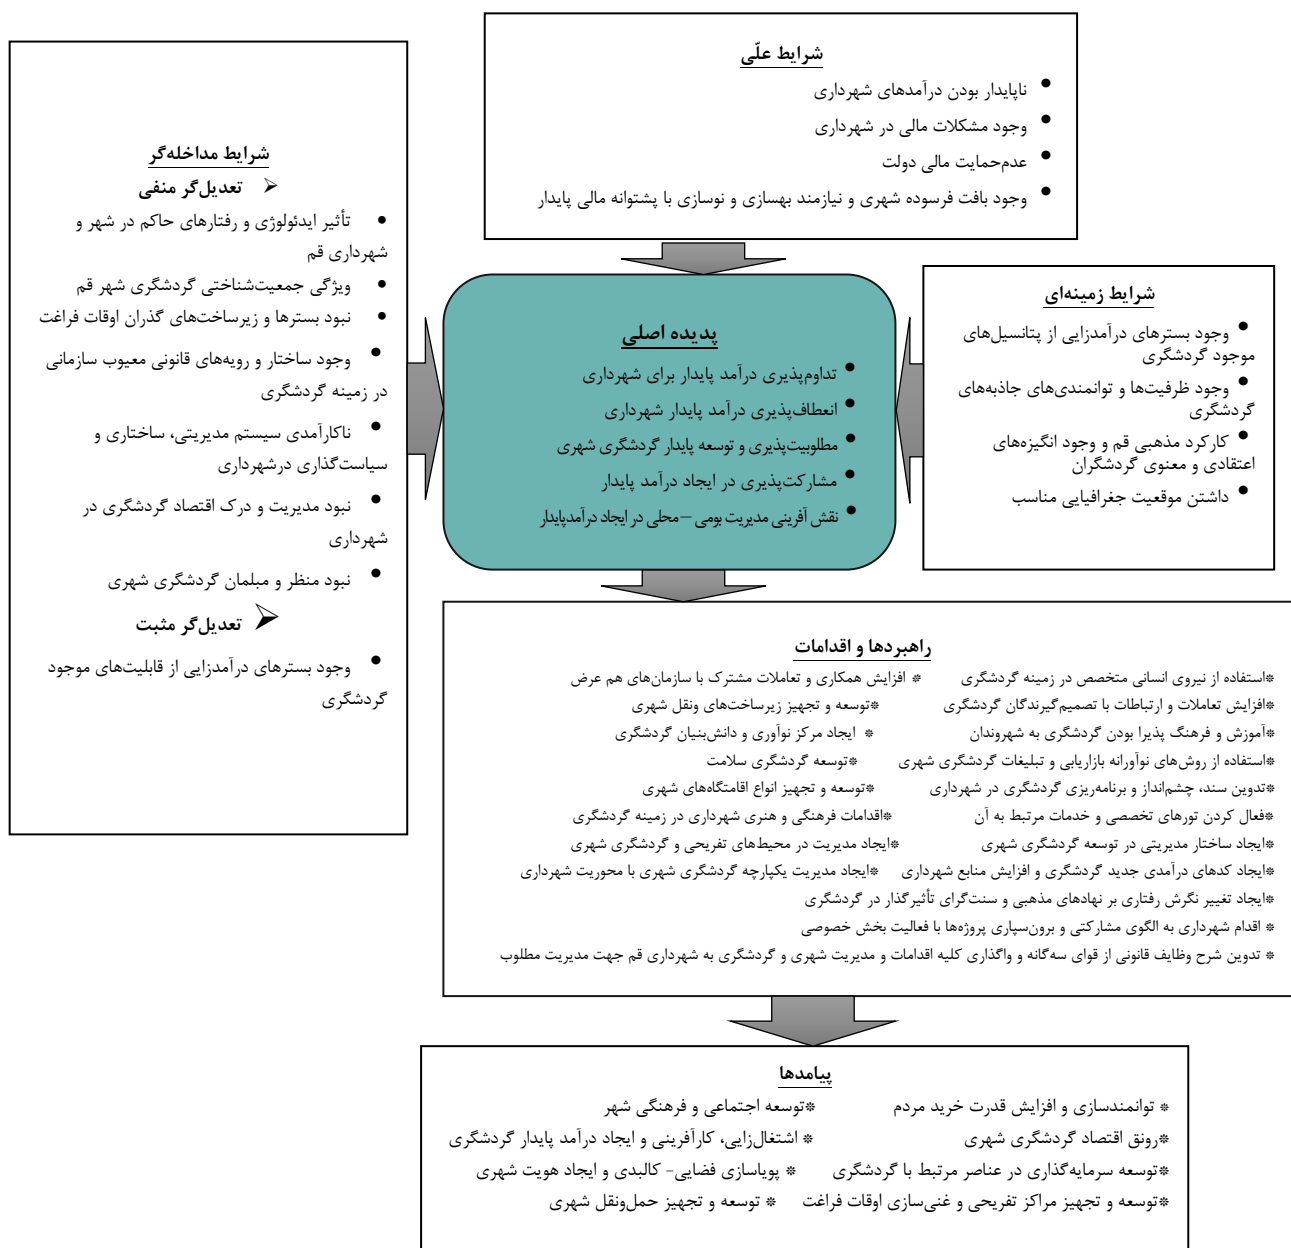 شرایط علّی
ناپایدار بودن درآمدهای شهرداری
وجود مشکلات مالی در شهرداری
عدم‌حمایت مالی دولت
وجود بافت فرسوده شهری و نیازمند بهسازی و نوسازی با پشتوانه مالی پایدار
شرایط زمینه‌ای
وجود بسترهای درآمدزایی از پتانسیل‌های
موجود گردشگری
وجود ظرفیت‌ها و توانمندی‌های جاذبه‌های
گردشگری
کارکرد مذهبی قم و وجود انگیزه‌های
اعتقادی و معنوی گردشگران
داشتن موقعیت جغرافیایی مناسب
پدیده اصلی
تداوم‌پذیری درآمد پایدار برای شهرداری
انعطاف‌پذیری درآمد پایدار شهرداری
مطلوبیت‌پذیری و توسعه پایدار گردشگری شهری
مشارکت‌پذیری در ایجاد درآمد پایدار
نقش آفرینی مدیریت بومی –محلی در ایجاد درآمدپایدار
شرایط مداخله‌گر
تعدیل‌گر منفی
تأثیر ایدئولوژی و رفتارهای حاکم در شهر و
شهرداری قم
ویژگی جمعیت‌شناختی گردشگری شهر قم
نبود بسترها و زیرساخت‌های گذران اوقات فراغت
وجود ساختار و رویه‌های قانونی معیوب سازمانی
در زمینه گردشگری
ناکارآمدی سیستم مدیریتی، ساختاری و
سیاست‌گذاری درشهرداری
نبود مدیریت و درک اقتصاد گردشگری در
شهرداری
نبود منظر و مبلمان گردشگری شهری
تعدیل‌گر مثبت
وجود بسترهای درآمدزایی از قابلیت‌های موجود
گردشگری
راهبردها و اقدامات
*استفاده از نیروی انسانی متخصص در زمینه گردشگری * افزایش همکاری و تعاملات مشترک با سازمان‌های هم عرض
*افزایش تعاملات و ارتباطات با تصمیم‌گیرندگان گردشگری *توسعه و تجهیز زیرساخت‌های ونقل شهری
*آموزش و فرهنگ پذیرا بودن گردشگری به شهروندان * ایجاد مرکز نوآوری و دانش‌بنیان گردشگری
*استفاده از روش‌های نوآورانه بازاریابی و تبلیغات گردشگری شهری *توسعه گردشگری سلامت
*تدوین سند، چشم‌انداز و برنامه‌ریزی گردشگری در شهرداری *توسعه و تجهیز انواع اقامتگاه‌های شهری
*فعال کردن تورهای تخصصی و خدمات مرتبط به آن *اقدامات فرهنگی و هنری شهرداری در زمینه گردشگری
*ایجاد ساختار مدیریتی در توسعه گردشگری شهری *ایجاد مدیریت در محیط‌های تفریحی و گردشگری شهری
*ایجاد کدهای درآمدی جدید گردشگری و افزایش منابع شهرداری *ایجاد مدیریت یکپارچه گردشگری شهری با محوریت شهرداری
*ایجاد تغییر نگرش رفتاری بر نهادهای مذهبی و سنت‌گرای تأثیرگذار در گردشگری
* اقدام شهرداری به الگوی مشارکتی و برون‌سپاری پروژه‌ها با فعالیت بخش خصوصی
* تدوین شرح وظایف قانونی از قوای سه‌گانه و واگذاری کلیه اقدامات و مدیریت شهری و گردشگری به شهرداری قم جهت مدیریت مطلوب
پیامدها
* توانمندسازی و افزایش قدرت خرید مردم *توسعه اجتماعی و فرهنگی شهر
*رونق اقتصاد گردشگری شهری * اشتغال‌زایی، کارآفرینی و ایجاد درآمد پایدار گردشگری
*توسعه سرمایه‌گذاری در عناصر مرتبط با گردشگری * پویاسازی فضایی- کالبدی و ایجاد هویت شهری
*توسعه و تجهیز مراکز تفریحی و غنی‌سازی اوقات فراغت * توسعه و تجهیز حمل‌ونقل شهری